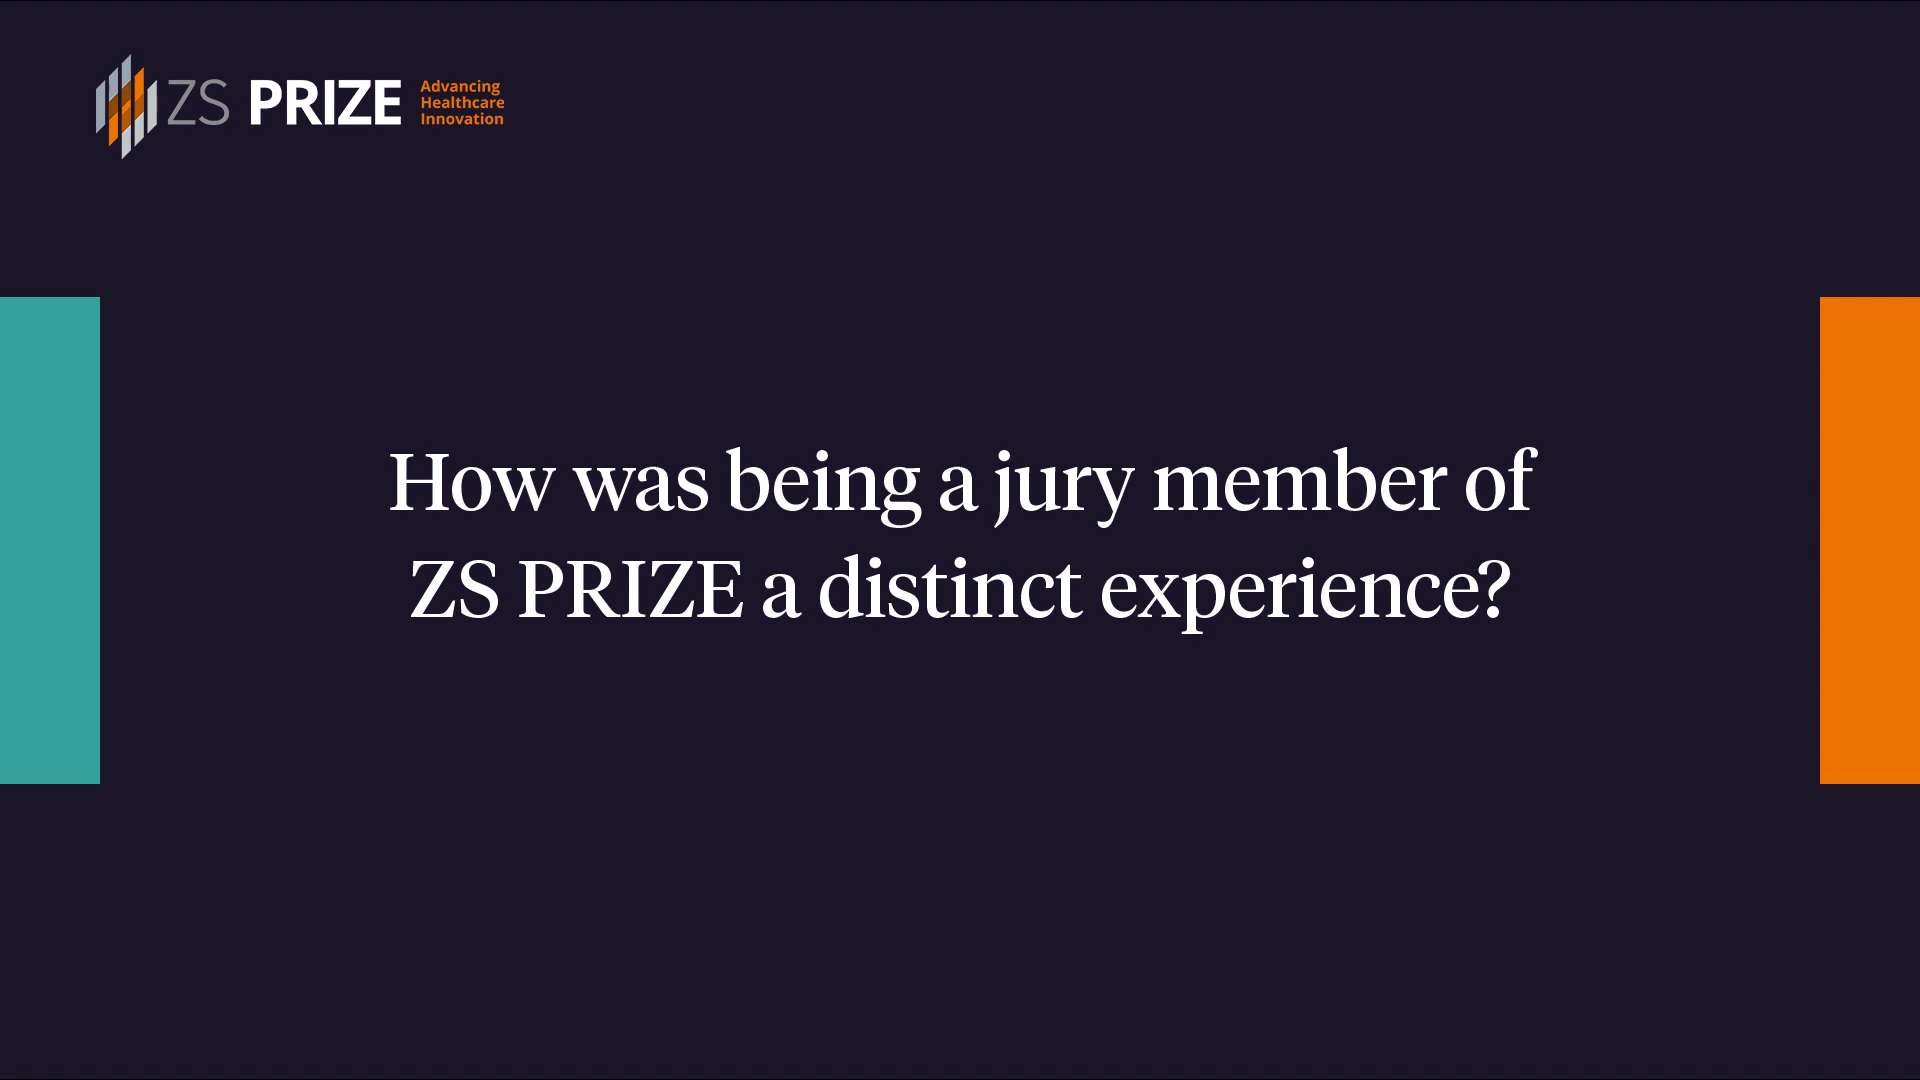 ZS PRIZE
Advancing
Healthcare
Innovation
How was being a jury member of
ZS PRIZE a distinct experience?